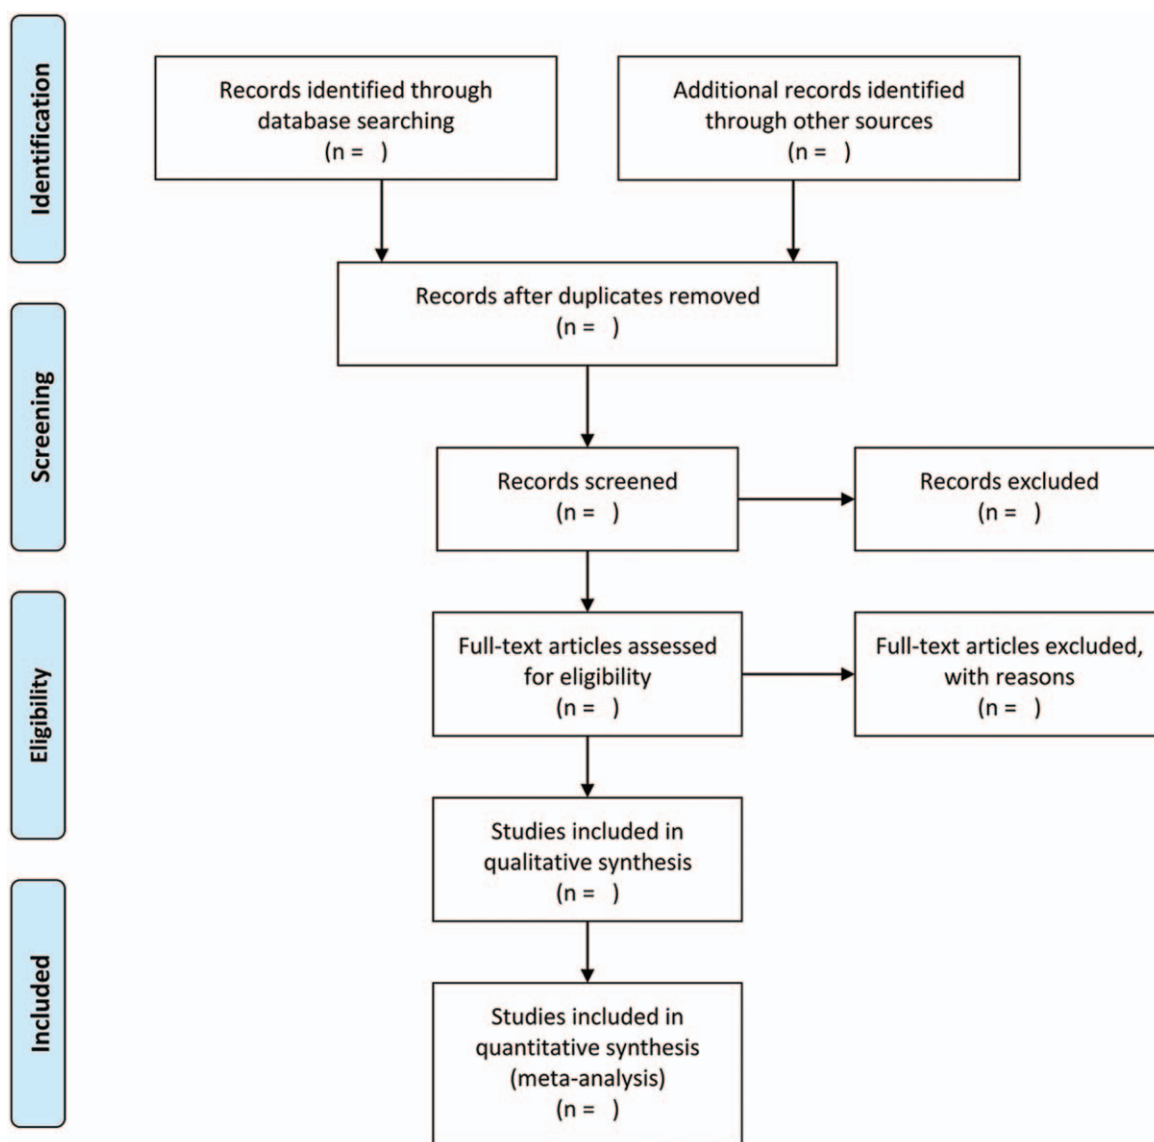 Identification
Records identified through
database searching
(n =   )
Additional records identified
through other sources
(n =   )
Records after duplicates removed
(n =   )
Screening
Records screened
(n =   )
Records excluded
(n =   )
Eligibility
Full-text articles assessed
for eligibility
(n =   )
Full-text articles excluded,
with reasons
(n =   )
Studies included in
qualitative synthesis
(n =   )
Included
Studies included in
quantitative synthesis
(meta-analysis)
(n =   )